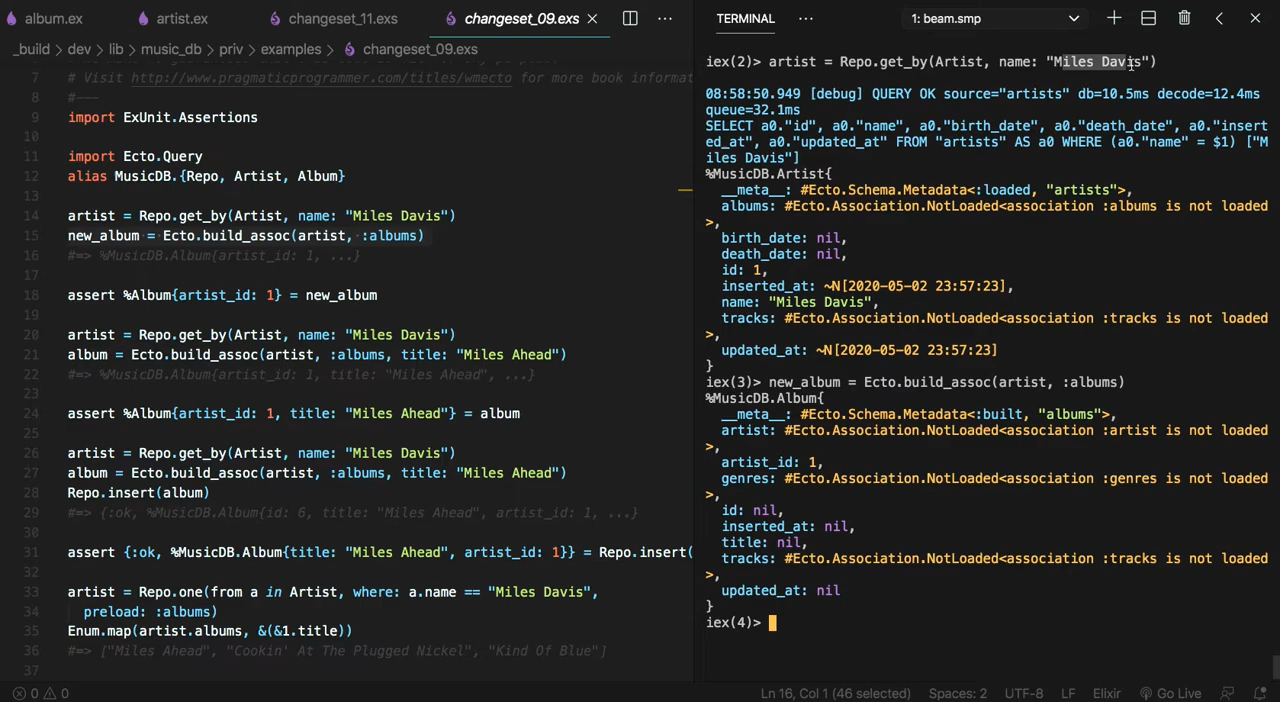 album.ex
artist.ex
changeset_11.exs
changeset_09.exs
_build > dev > lib > music_db > priv > examples > changeset_09.exs
7 # Visit http://www.pragmaticprogrammer.com/titles/wmecto for more book informat
8 #---
9 import ExUnit.Assertions
10
11 import Ecto.Query
12 alias MusicDB.{Repo, Artist, Album}
13
14 artist = Repo.get_by(Artist, name: "Miles Davis")
15 new_album = Ecto.build_assoc(artist, :albums)
16 #=> %MusicDB.Album{artist_id: 1, ...}
17
18 assert %Album{artist_id: 1} = new_album
19
20 artist = Repo.get_by(Artist, name: "Miles Davis")
21 album = Ecto.build_assoc(artist, :albums, title: "Miles Ahead")
22 #=> %MusicDB.Album{artist_id: 1, title: "Miles Ahead", ...}
23
24 assert %Album{artist_id: 1, title: "Miles Ahead"} = album
25
26 artist = Repo.get_by(Artist, name: "Miles Davis")
27 album = Ecto.build_assoc(artist, :albums, title: "Miles Ahead")
28 Repo.insert(album)
29 #=> {:ok, %MusicDB.Album{id: 6, title: "Miles Ahead", artist_id: 1, ...}
30
31 assert {:ok, %MusicDB.Album{title: "Miles Ahead", artist_id: 1}} = Repo.insert(
32
33 artist = Repo.one(from a in Artist, where: a.name == "Miles Davis",
34 preload: :albums)
35 Enum.map(artist.albums, &(&1.title))
36 #=> ["Miles Ahead", "Cookin' At The Plugged Nickel", "Kind Of Blue"]
37
TERMINAL
1: beam.smp
iex(2)> artist = Repo.get_by(Artist, name: "Miles Davis")
08:58:50.949 [debug] QUERY OK source="artists" db=10.5ms decode=12.4ms
queue=32.1ms
SELECT a0."id", a0."name", a0."birth_date", a0."death_date", a0."insert
ed_at", a0."updated_at" FROM "artists" AS a0 WHERE (a0."name" = $1) ["M
iles Davis"]
%MusicDB.Artist{
__meta__: #Ecto.Schema.Metadata<:loaded, "artists">,
albums: #Ecto.Association.NotLoaded<association :albums is not loaded
>,
birth_date: nil,
death_date: nil,
id: 1,
inserted_at: ~N[2020-05-02 23:57:23],
name: "Miles Davis",
tracks: #Ecto.Association.NotLoaded<association :tracks is not loaded
>,
updated_at: ~N[2020-05-02 23:57:23]
}
iex(3)> new_album = Ecto.build_assoc(artist, :albums)
%MusicDB.Album{
__meta__: #Ecto.Schema.Metadata<:built, "albums">,
artist: #Ecto.Association.NotLoaded<association :artist is not loaded
>,
artist_id: 1,
genres: #Ecto.Association.NotLoaded<association :genres is not loaded
>,
id: nil,
inserted_at: nil,
title: nil,
tracks: #Ecto.Association.NotLoaded<association :tracks is not loaded
>,
updated_at: nil
}
iex(4)>
0 0
Ln 16, Col 1 (46 selected)
Spaces: 2
UTF-8
LF
Elixir
Go Live